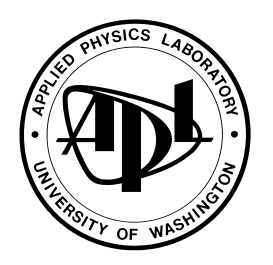 APPLIED PHYSICS LABORATORY
APL
UNIVERSITY OF WASHINGTON